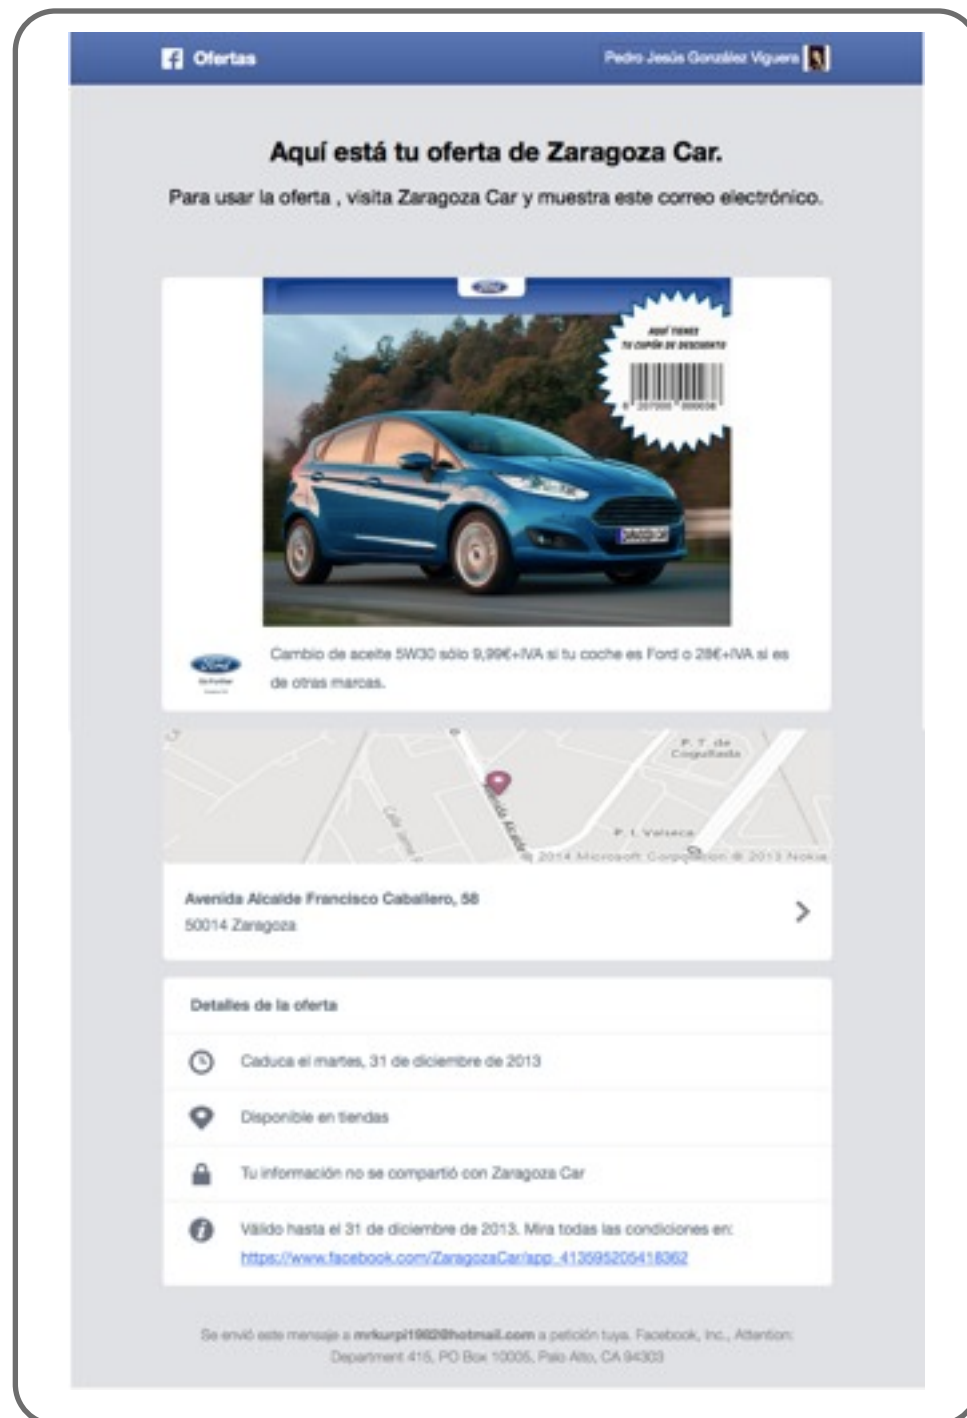 Ofertas
Pedro Jesús González Viguera
Aquí está tu oferta de Zaragoza Car.
Para usar la oferta , visita Zaragoza Car y muestra este correo electrónico.
Ford
AQUÍ TIENES
TU CUPÓN DE DESCUENTO
Ford
Cambio de aceite 5W30 sólo 9,99€+IVA si tu coche es Ford o 28€+IVA si es
de otras marcas.
P. T. de
Cogullada
Avenida Alcalde
P. I. Valseca
© 2014 Microsoft Corporation © 2013 Nokia
Avenida Alcalde Francisco Caballero, 58
50014 Zaragoza
Detalles de la oferta
Caduca el martes, 31 de diciembre de 2013
Disponible en tiendas
Tu información no se compartió con Zaragoza Car
Válido hasta el 31 de diciembre de 2013. Mira todas las condiciones en:
https://www.facebook.com/ZaragozaCar/app_413595205418362
Se envió este mensaje a mrkurpi1982@hotmail.com a petición tuya. Facebook, Inc., Attention:
Department 415, PO Box 10005, Palo Alto, CA 94303